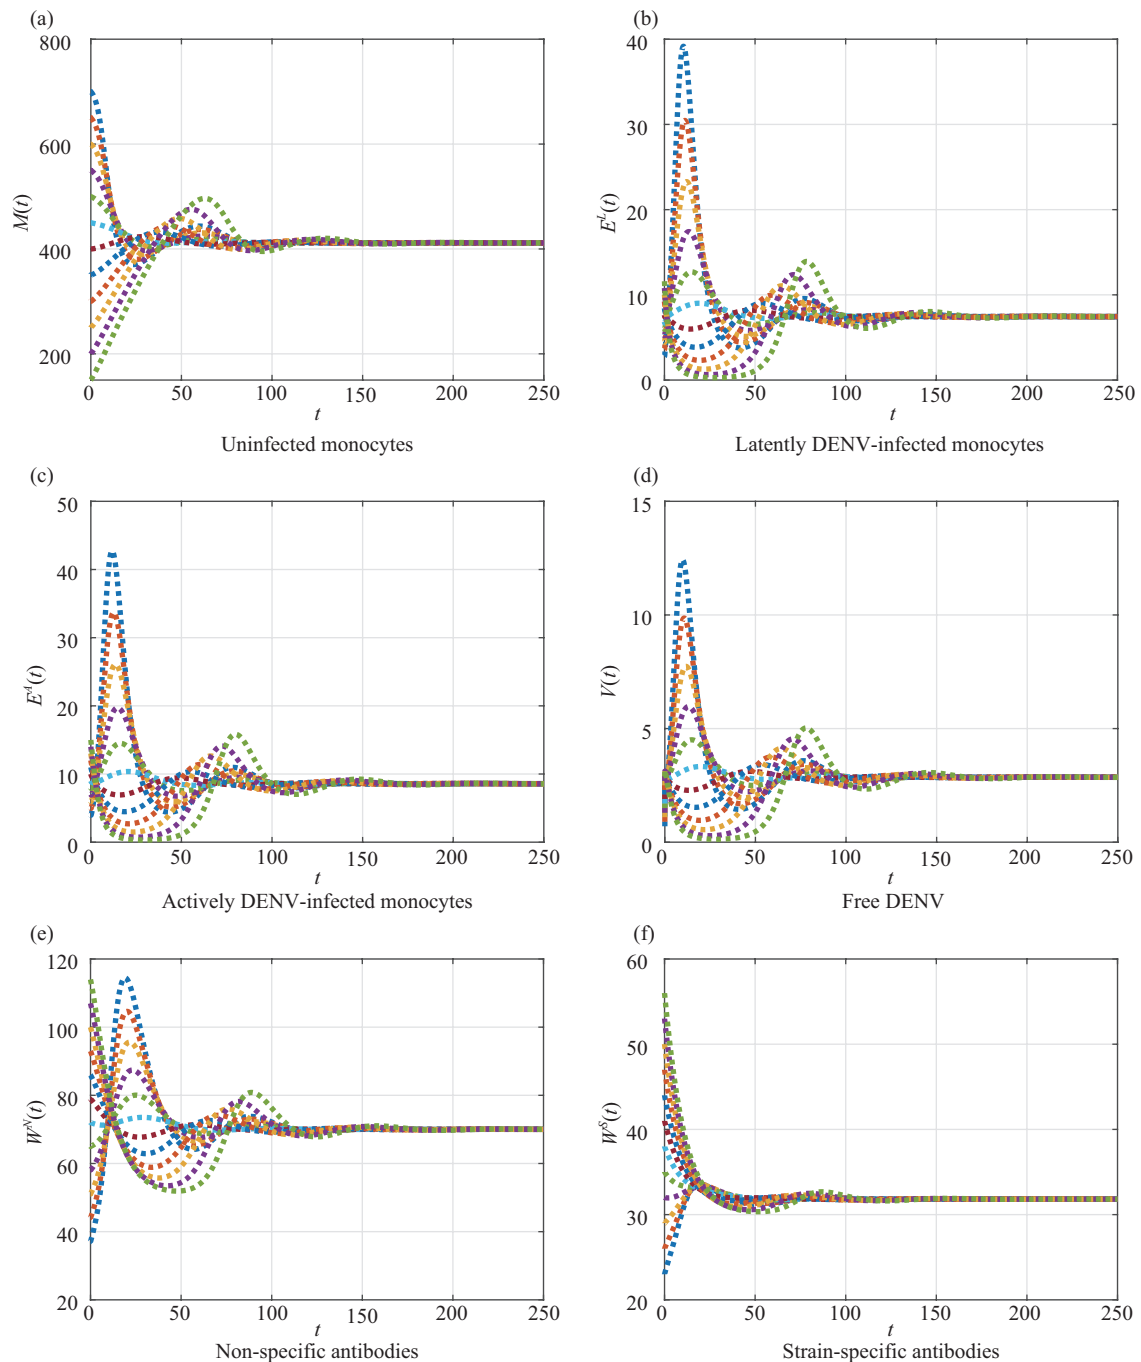 (a)
800
600
400
200
M(t)
0 50 100 150 200 250
t
Uninfected monocytes
(b)
40
30
20
10
0
E^L(t)
0 50 100 150 200 250
t
Latently DENV-infected monocytes
(c)
50
40
30
20
10
0
E^A(t)
0 50 100 150 200 250
t
Actively DENV-infected monocytes
(d)
15
10
5
0
V(t)
0 50 100 150 200 250
t
Free DENV
(e)
120
100
80
60
40
20
W^N(t)
0 50 100 150 200 250
t
Non-specific antibodies
(f)
60
50
40
30
20
W^S(t)
0 50 100 150 200 250
t
Strain-specific antibodies